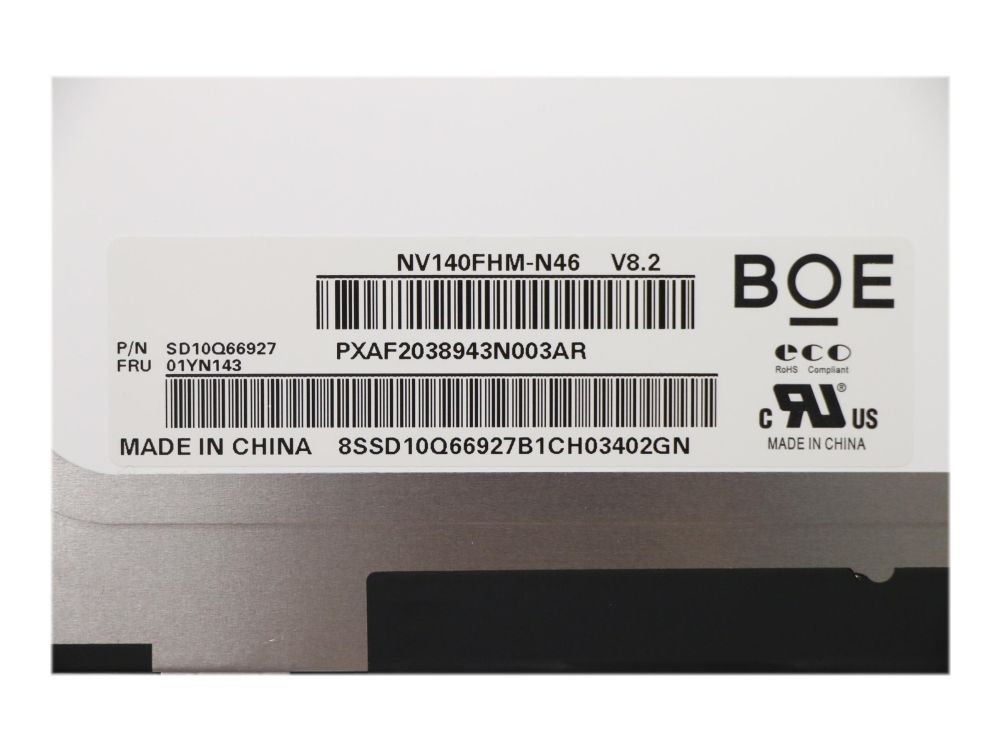 NV140FHM-N46 V8.2
BOE
P/N SD10Q66927
FRU 01YN143
PXAF2038943N003AR
eco
RoHS Compliant
C RU ® US
MADE IN CHINA 8SSD10Q66927B1CH03402GN
MADE IN CHINA